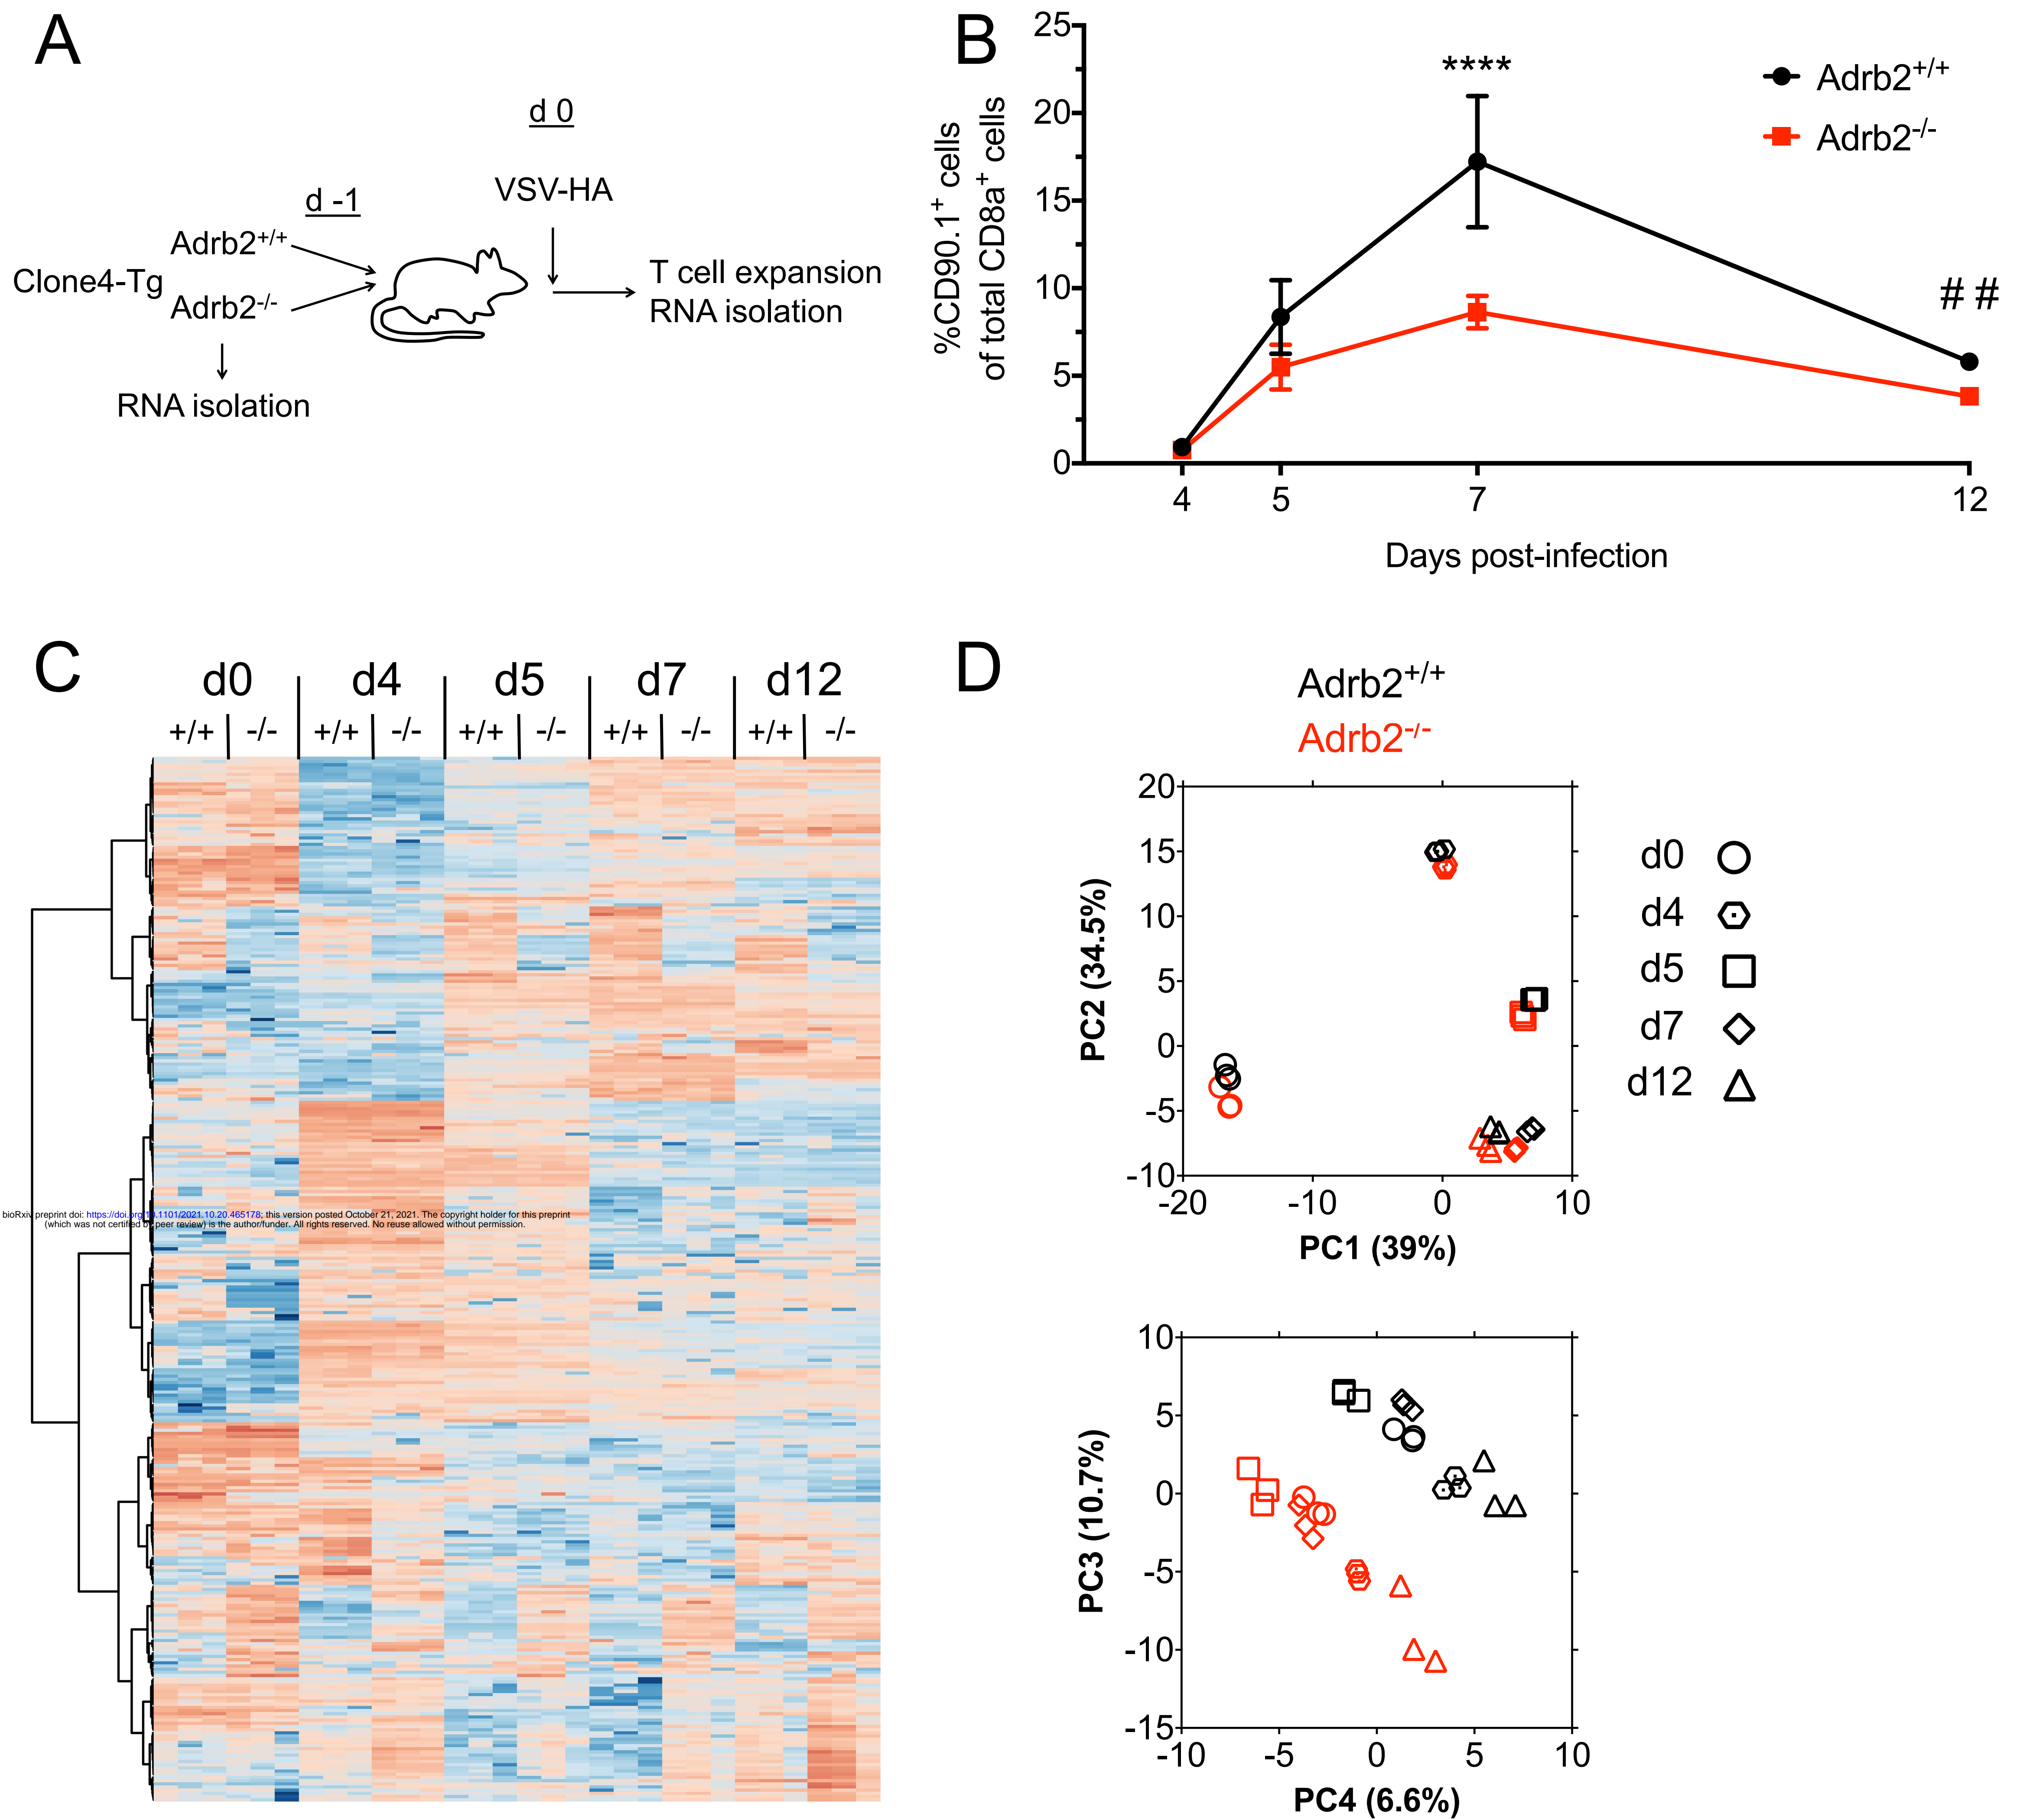 A
d 0
VSV-HA
d -1
Adrb2+/+
Clone4-Tg
Adrb2-/-
T cell expansion
RNA isolation
RNA isolation
B
%CD90.1+ cells
of total CD8a+ cells
25
20
15
10
5
0
****
# #
Adrb2+/+
Adrb2-/-
4 5 7 12
Days post-infection
C
d0 d4 d5 d7 d12
+/+ -/- +/+ -/- +/+ -/- +/+ -/- +/+ -/-
bioRxiv preprint doi: https://doi.org/10.1101/2021.10.20.465178; this version posted October 21, 2021. The copyright holder for this preprint
(which was not certified by peer review) is the author/funder. All rights reserved. No reuse allowed without permission.
D
Adrb2+/+
Adrb2-/-
PC2 (34.5%)
20
15
10
5
0
-5
-10
-20 -10 0 10
PC1 (39%)
d0
d4
d5
d7
d12
PC3 (10.7%)
10
5
0
-5
-10
-15
-10 -5 0 5 10
PC4 (6.6%)